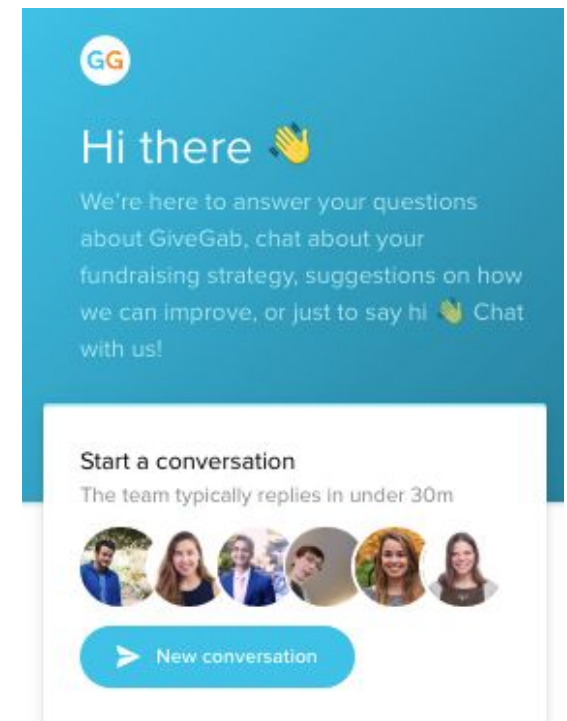 GG
Hi there 👋
We're here to answer your questions
about GiveGab, chat about your
fundraising strategy, suggestions on how
we can improve, or just to say hi 👋 Chat
with us!
Start a conversation
The team typically replies in under 30m
New conversation